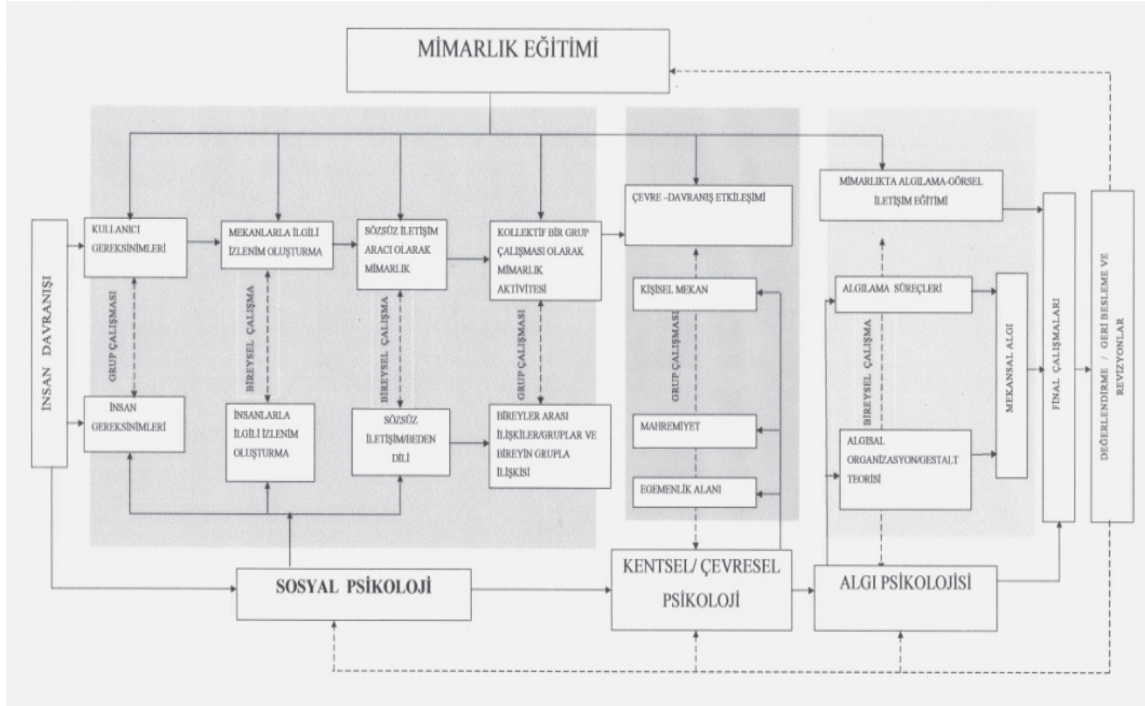 MİMARLIK EĞİTİMİ
İNSAN DAVRANIŞI
KULLANICI
GEREKSİNİMLERİ
GRUP ÇALIŞMASI
İNSAN
GEREKSİNİMLERİ
MEKANLARLA İLGİLİ
İZLENİM OLUŞTURMA
BİREYSEL ÇALIŞMA
İNSANLARLA
İLGİLİ İZLENİM
OLUŞTURMA
SÖZSÜZ İLETİŞİM
ARACI OLARAK
MİMARLIK
BİREYSEL ÇALIŞMA
SÖZSÜZ
İLETİŞİM/BEDEN
DİLİ
KOLLEKTİF BİR GRUP
ÇALIŞMASI OLARAK
MİMARLIK
AKTİVİTESİ
GRUP ÇALIŞMASI
BİREYLER ARASI
İLİŞKİLER/GRUPLAR VE
BİREYİN GRUPLA
İLİŞKİSİ
ÇEVRE –DAVRANIŞ ETKİLEŞİMİ
KİŞİSEL MEKAN
GRUP ÇALIŞMASI
MAHREMİYET
EGEMENLİK ALANI
MİMARLIKTA ALGILAMA-GÖRSEL
İLETİŞİM EĞİTİMİ
ALGILAMA SÜREÇLERİ
BİREYSEL ÇALIŞMA
ALGISAL
ORGANİZASYON/GESTALT
TEORİSİ
MEKANSAL ALGI
FİNAL ÇALIŞMALARI
DEĞERLENDİRME / GERİ BESLEME VE
REVİZYONLAR
SOSYAL PSİKOLOJİ
KENTSEL/ ÇEVRESEL
PSİKOLOJİ
ALGI PSİKOLOJİSİ